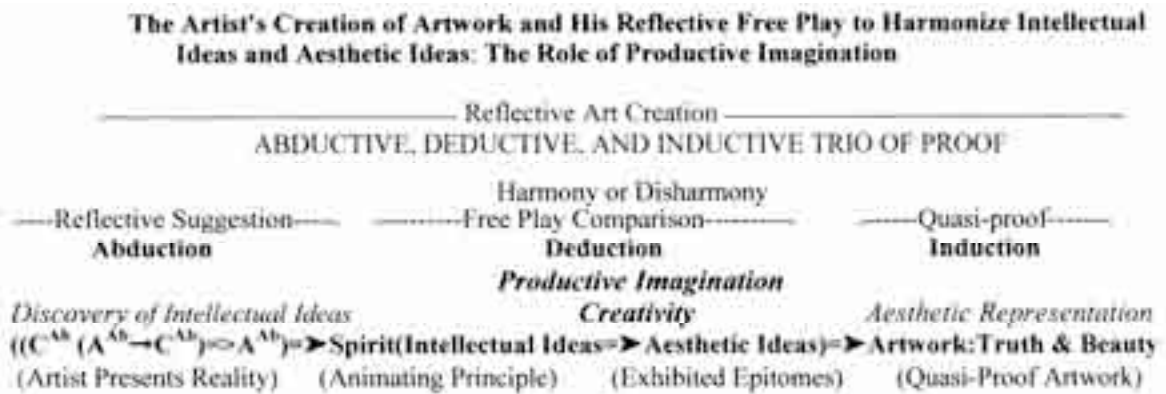 The Artist's Creation of Artwork and His Reflective Free Play to Harmonize Intellectual
Ideas and Aesthetic Ideas: The Role of Productive Imagination
Reflective Art Creation
ABDUCTIVE, DEDUCTIVE, AND INDUCTIVE TRIO OF PROOF
Harmony or Disharmony
-----Reflective Suggestion----- ----------Free Play Comparison----------- ------Quasi-proof-------
Abduction Deduction Induction
Productive Imagination
Discovery of Intellectual Ideas Creativity Aesthetic Representation
((C^Ab (A^Ab→C^Ab)=>A^Ab)=➤Spirit(Intellectual Ideas=➤Aesthetic Ideas)=➤Artwork:Truth & Beauty
(Artist Presents Reality) (Animating Principle) (Exhibited Epitomes) (Quasi-Proof Artwork)